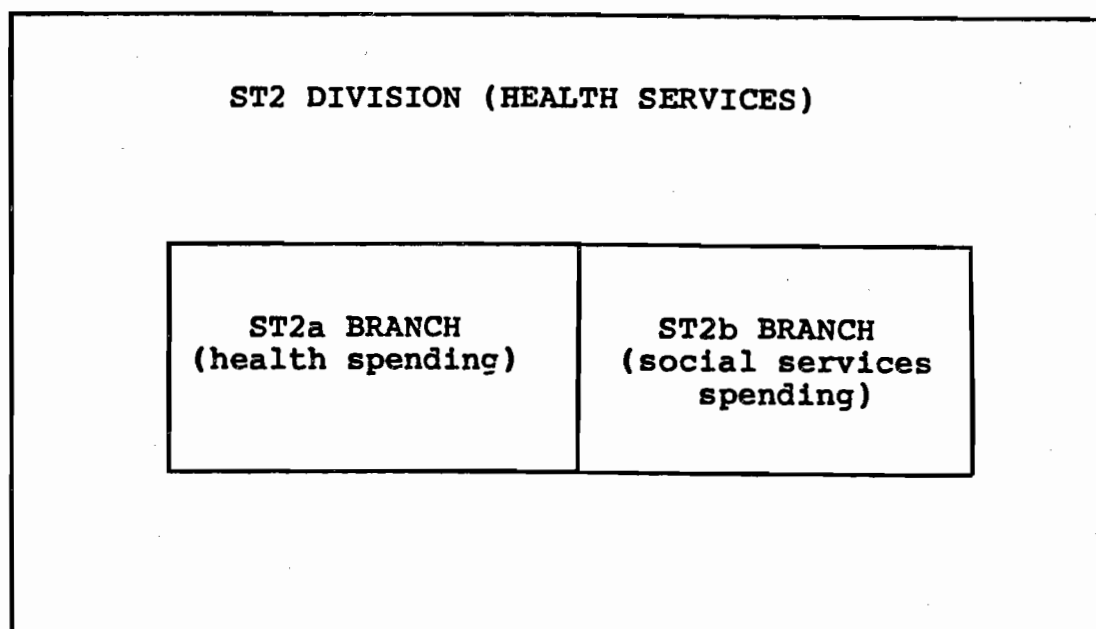 ST2 DIVISION (HEALTH SERVICES)
ST2a BRANCH
(health spending)
ST2b BRANCH
(social services
spending)